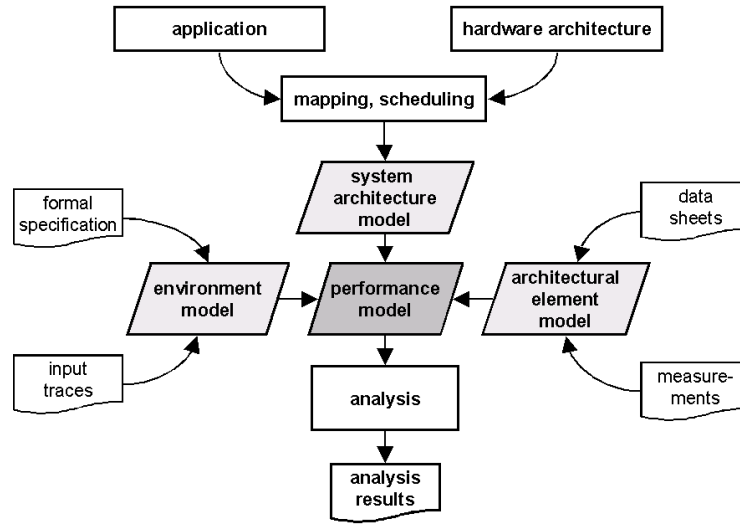 application
hardware architecture
mapping, scheduling
system
architecture
model
formal
specification
data
sheets
environment
model
performance
model
architectural
element model
input
traces
analysis
measure-
ments
analysis
results